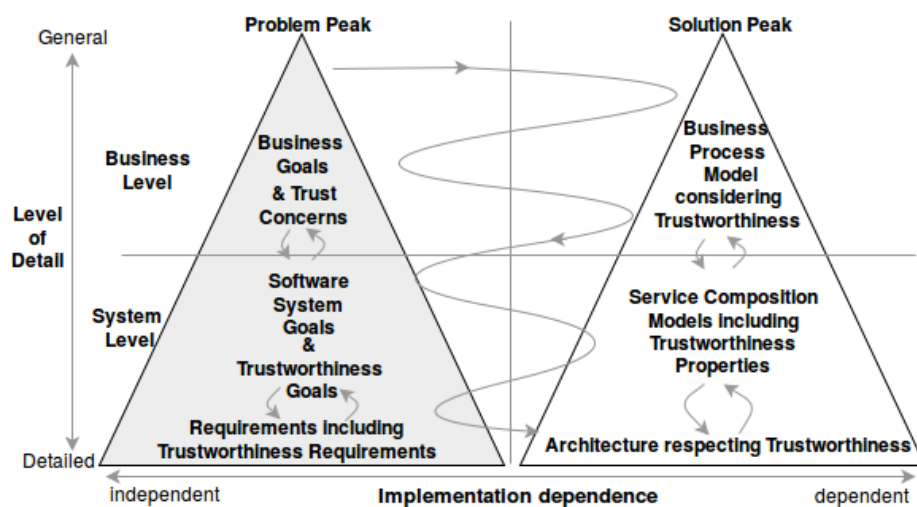 Problem Peak
Solution Peak
General
Business
Level
Level
of
Detail
System
Level
Detailed
Business
Goals
& Trust
Concerns
Software
System
Goals
&
Trustworthiness
Goals
Requirements including
Trustworthiness Requirements
Business
Process
Model
considering
Trustworthiness
Service Composition
Models including
Trustworthiness
Properties
Architecture respecting Trustworthiness
independent
Implementation dependence
dependent